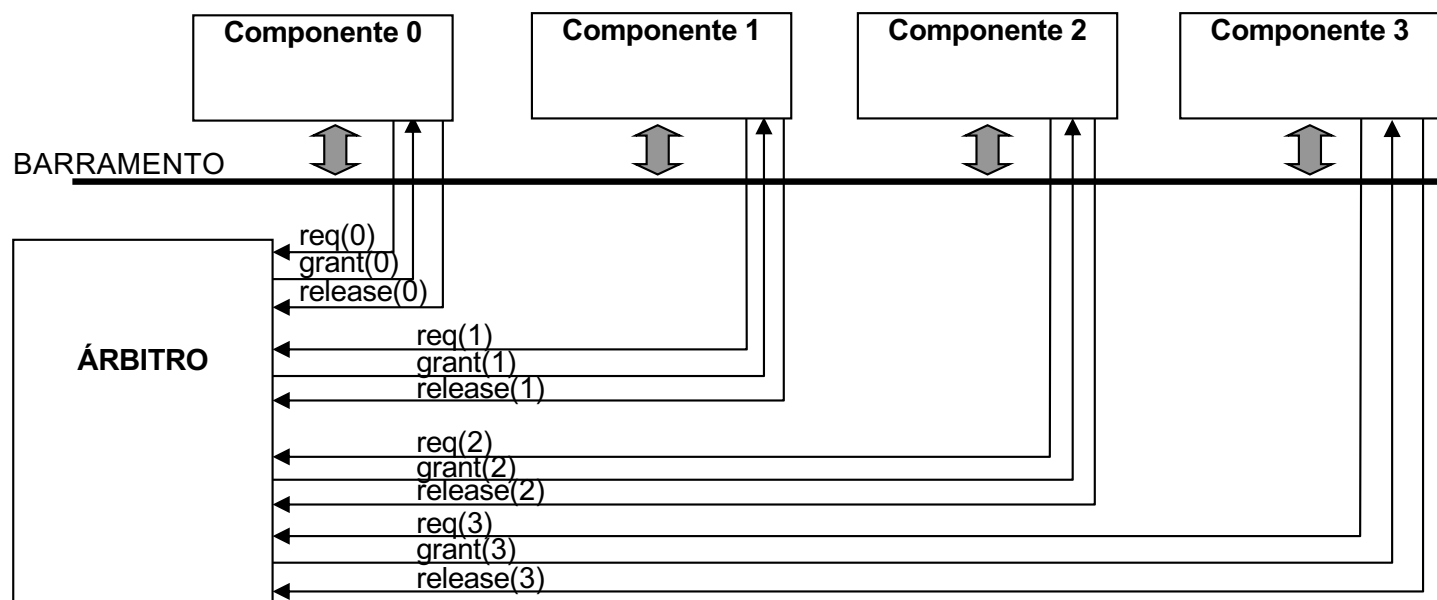 Componente 0
Componente 1
Componente 2
Componente 3
BARRAMENTO
ÁRBITRO
req(0)
grant(0)
release(0)
req(1)
grant(1)
release(1)
req(2)
grant(2)
release(2)
req(3)
grant(3)
release(3)